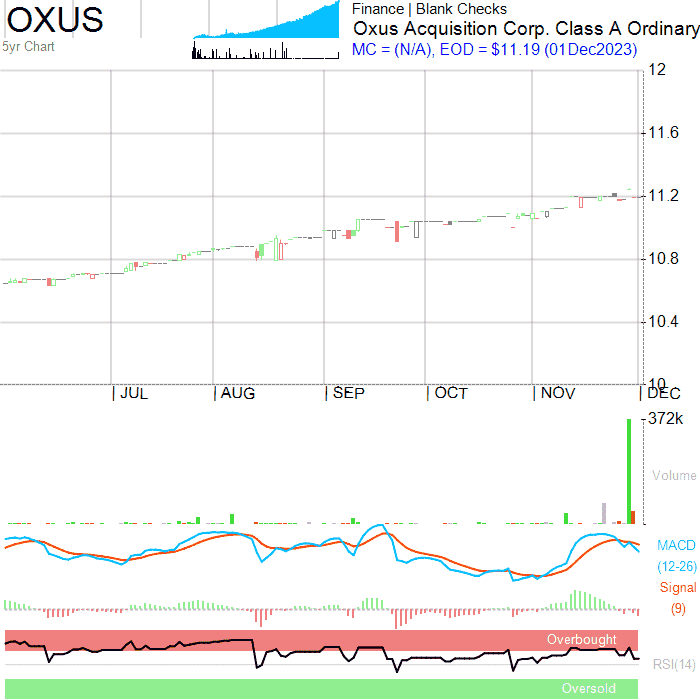 OXUS
5yr Chart
Finance | Blank Checks
Oxus Acquisition Corp. Class A Ordinary
MC = (N/A), EOD = $11.19 (01Dec2023)
12
11.6
11.2
10.8
10.4
10
| JUL | AUG | SEP | OCT | NOV | DEC
372k
Volume
MACD
(12-26)
Signal
(9)
Overbought
RSI(14)
Oversold